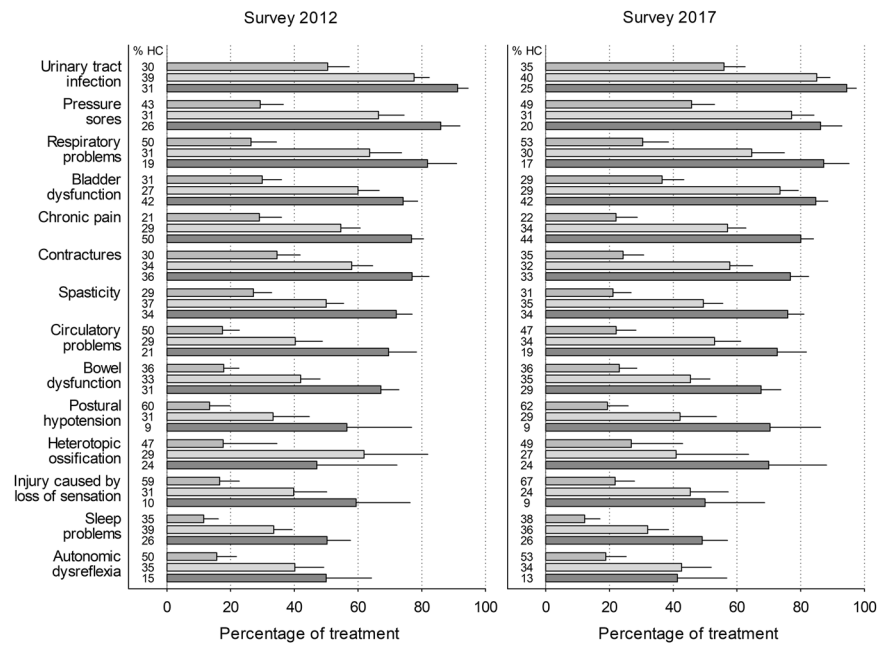 Survey 2012
Survey 2017
% HC
% HC
Urinary tract
infection
30
39
31
35
40
25
Pressure
sores
43
31
26
49
31
20
Respiratory
problems
50
31
19
53
30
17
Bladder
dysfunction
31
27
42
29
29
42
Chronic pain
21
29
50
22
34
44
Contractures
30
34
36
35
32
33
Spasticity
29
37
34
31
35
34
Circulatory
problems
50
29
21
47
34
19
Bowel
dysfunction
36
33
31
36
35
29
Postural
hypotension
60
31
9
62
29
9
Heterotopic
ossification
47
29
24
49
27
24
Injury caused by
loss of sensation
59
31
10
67
24
9
Sleep
problems
35
39
26
38
36
26
Autonomic
dysreflexia
50
35
15
53
34
13
0 20 40 60 80 100
0 20 40 60 80 100
Percentage of treatment
Percentage of treatment